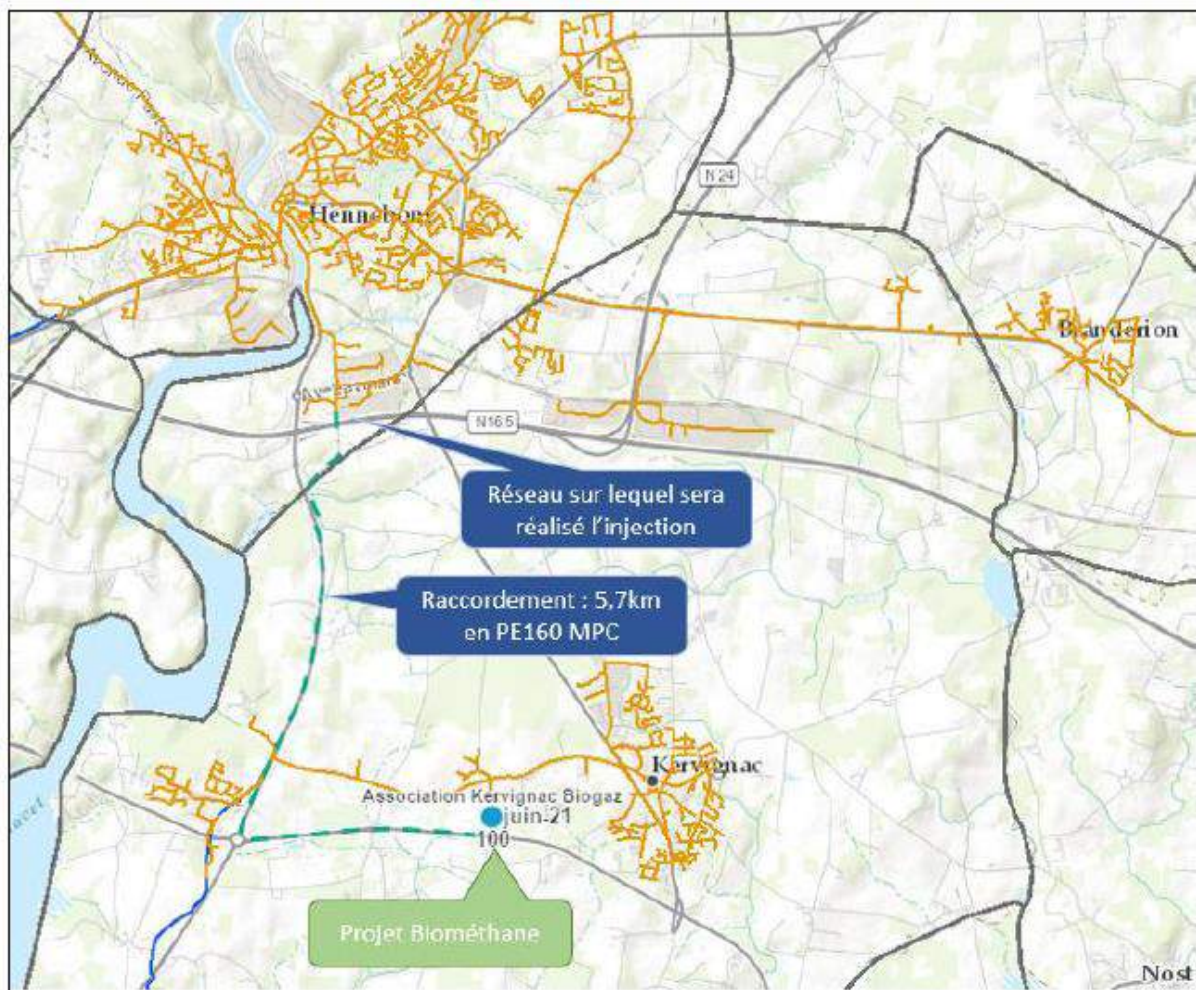 N 24
Hennebont
Branderion
N165
Réseau sur lequel sera
réalisé l'injection
Raccordement : 5,7km
en PE160 MPC
Kervignac
Association Kervignac Biogaz
juin-21
100
Projet Biométhane
Nost